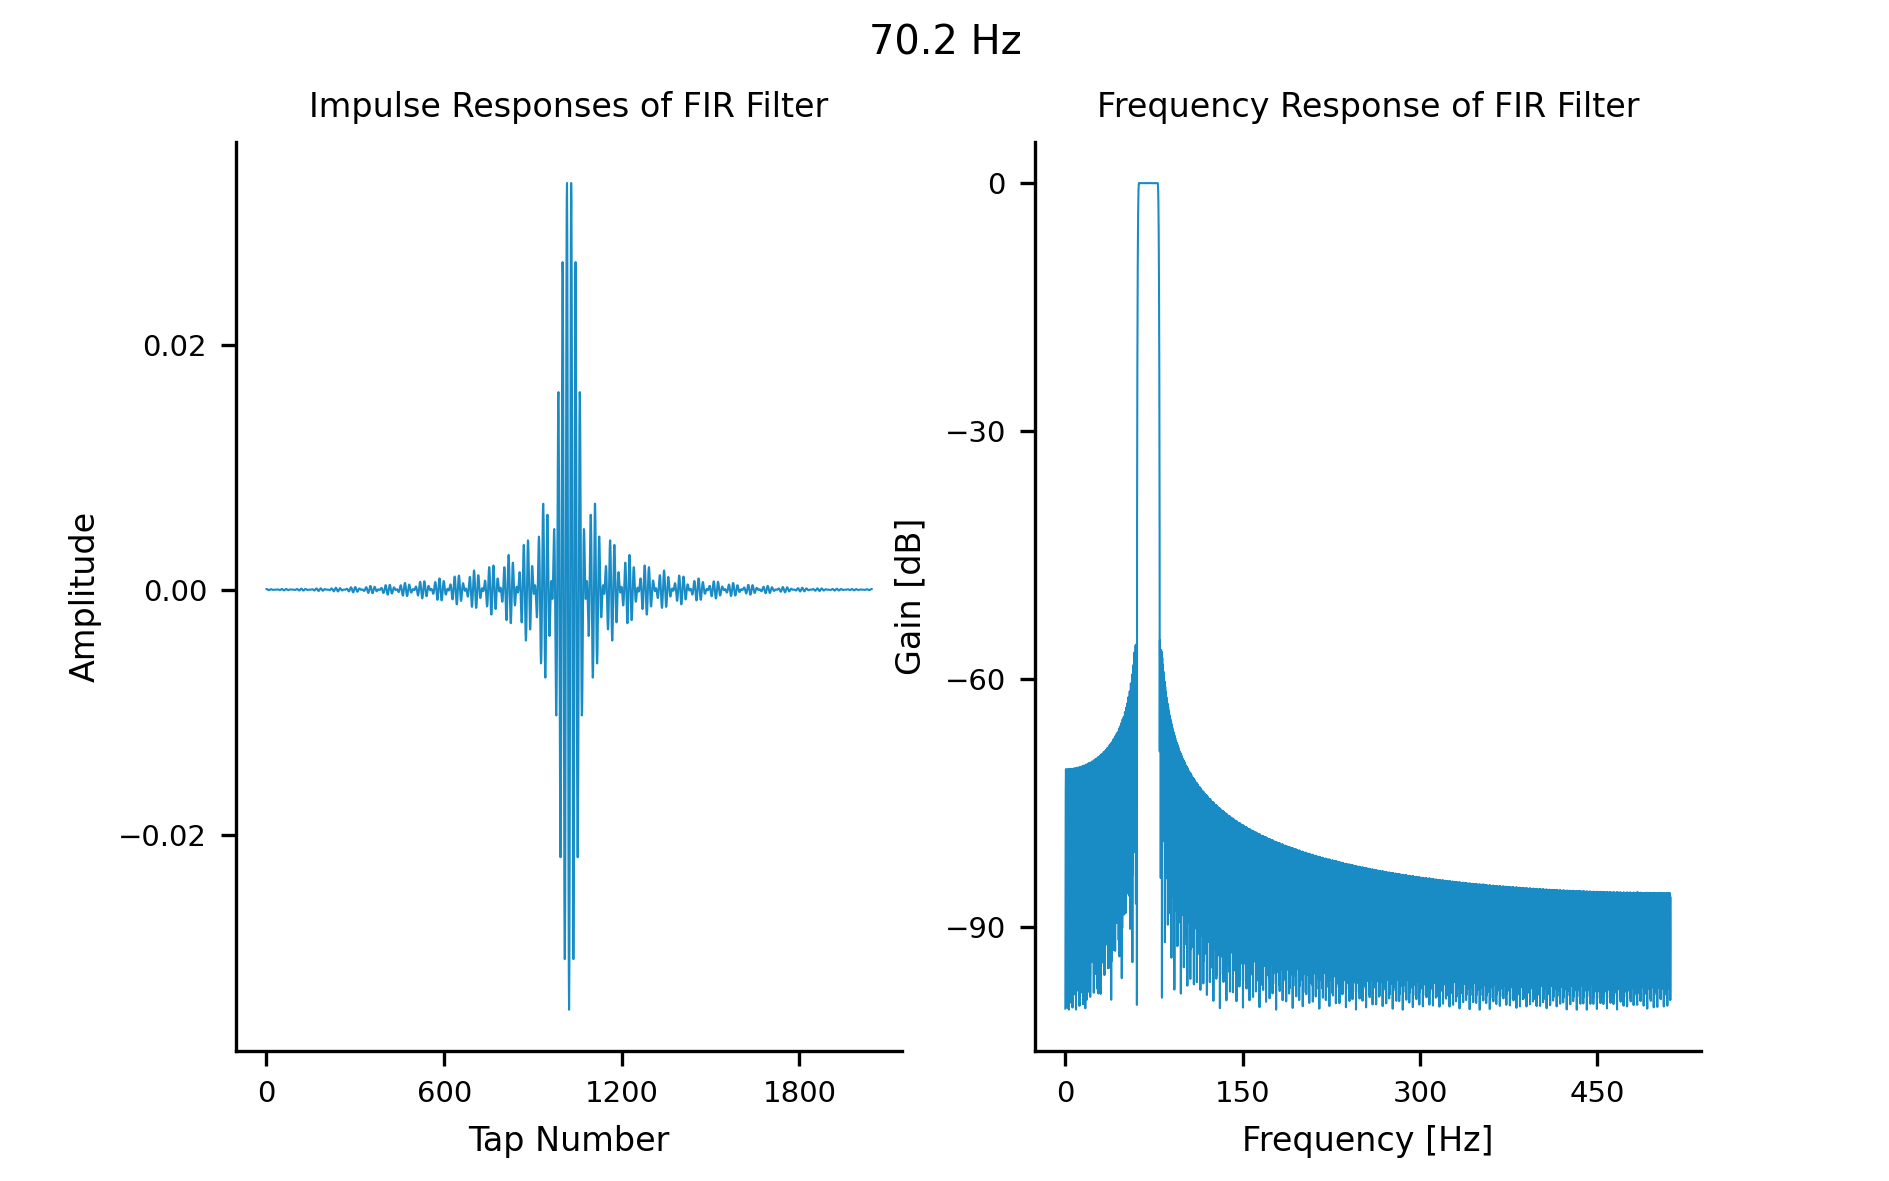 70.2 Hz
Impulse Responses of FIR Filter
Frequency Response of FIR Filter
Amplitude
0.02
0.00
−0.02
0 600 1200 1800
Tap Number
Gain [dB]
0
−30
−60
−90
0 150 300 450
Frequency [Hz]